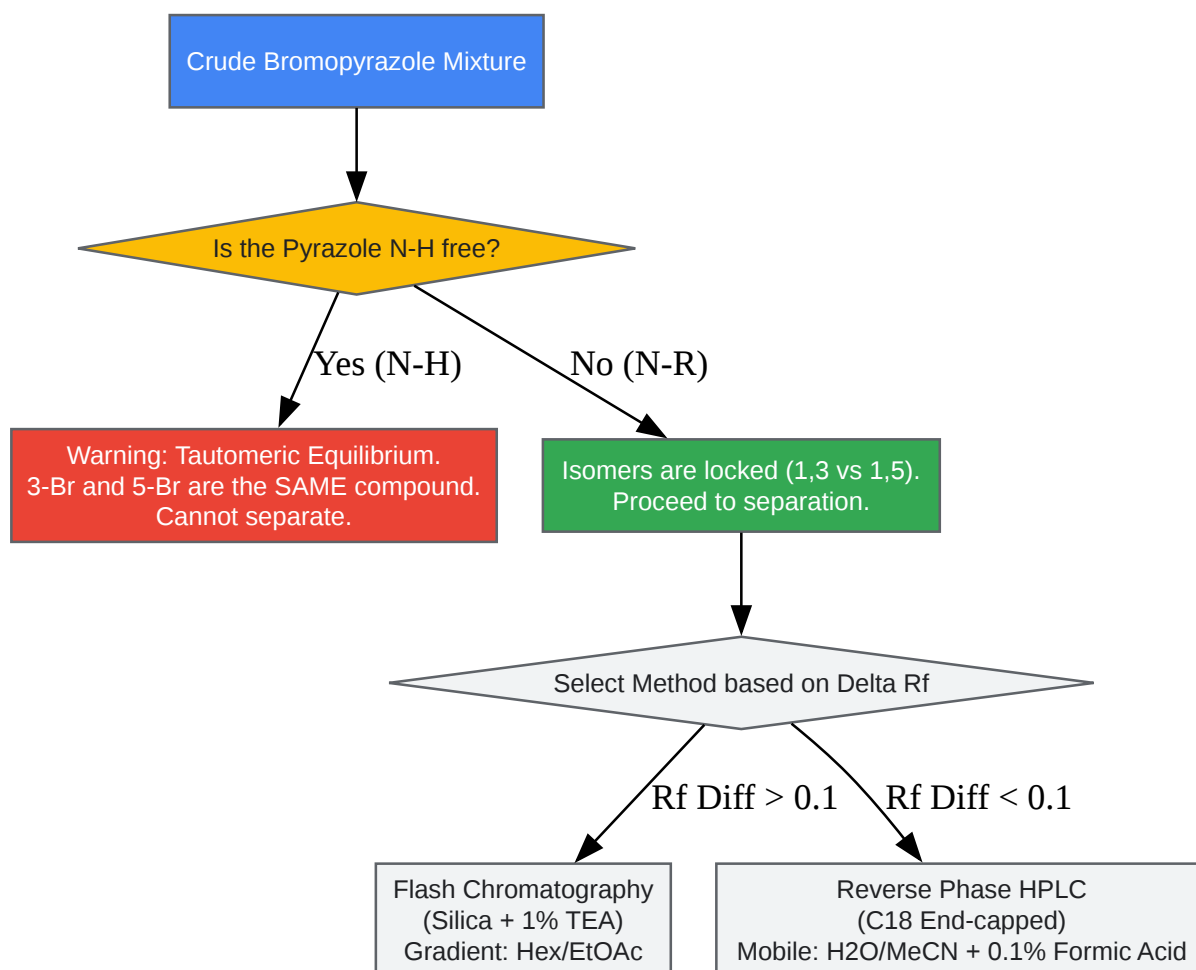 Crude Bromopyrazole Mixture
Is the Pyrazole N-H free?
Yes (N-H)
No (N-R)
Warning: Tautomeric Equilibrium.
3-Br and 5-Br are the SAME compound.
Cannot separate.
Isomers are locked (1,3 vs 1,5).
Proceed to separation.
Select Method based on Delta Rf
Rf Diff > 0.1
Rf Diff < 0.1
Flash Chromatography
(Silica + 1% TEA)
Gradient: Hex/EtOAc
Reverse Phase HPLC
(C18 End-capped)
Mobile: H2O/MeCN + 0.1% Formic Acid